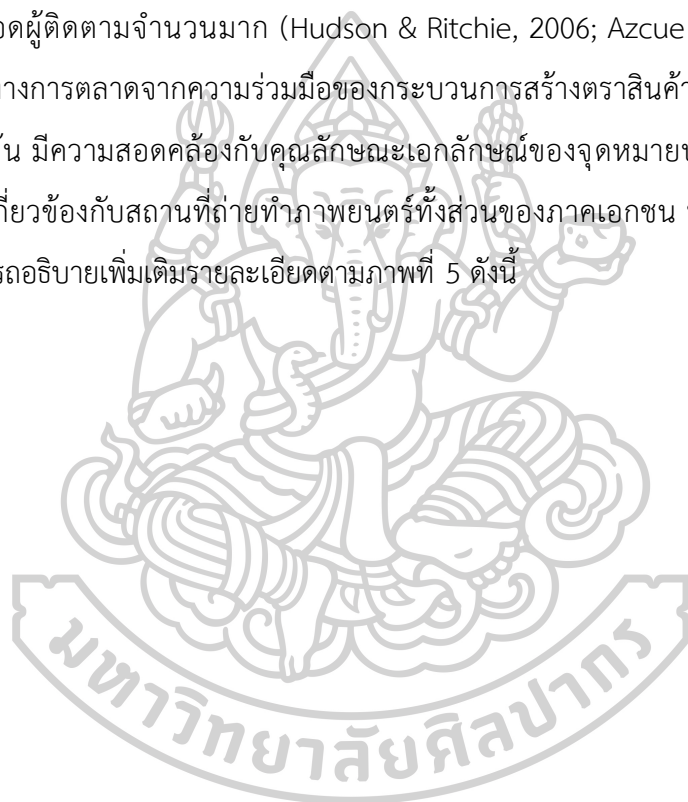 อดผู้ติดตามจำนวนมาก (Hudson & Ritchie, 2006; Azcue
ทางการตลาดจากความร่วมมือของกระบวนการสร้างตราสินค้า
ัน มีความสอดคล้องกับคุณลักษณะเอกลักษณ์ของจุดหมายป
กี่ยวข้องกับสถานที่ถ่ายทำภาพยนตร์ทั้งส่วนของภาคเอกชน
รถอธิบายเพิ่มเติมรายละเอียดตามภาพที่ 5 ดังนี้
มหาวิทยาลัยศิลปากร